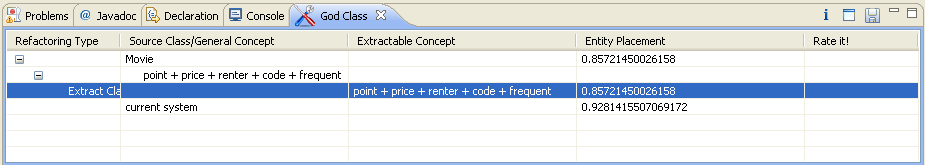 Problems @ Javadoc Declaration Console God Class
Refactoring Type Source Class/General Concept Extractable Concept Entity Placement Rate it!
Movie 0.85721450026158
point + price + renter + code + frequent
Extract Cla point + price + renter + code + frequent 0.85721450026158
current system 0.9281415507069172